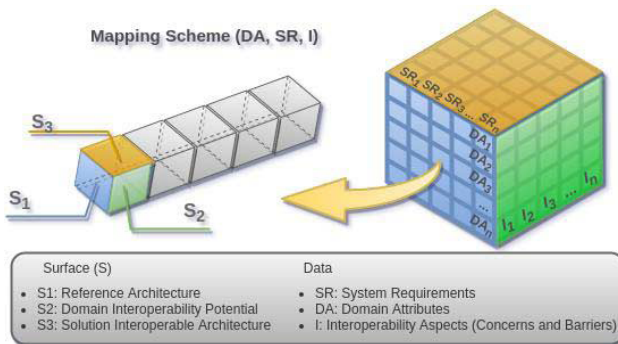 Mapping Scheme (DA, SR, I)
S3
S1
S2
SR1 SR2 SR3 ... SRn
DA1
DA2
DA3
...
DAn
I1 I2 I3 ... In
Surface (S)
S1: Reference Architecture
S2: Domain Interoperability Potential
S3: Solution Interoperable Architecture
Data
SR: System Requirements
DA: Domain Attributes
I: Interoperability Aspects (Concerns and Barriers)